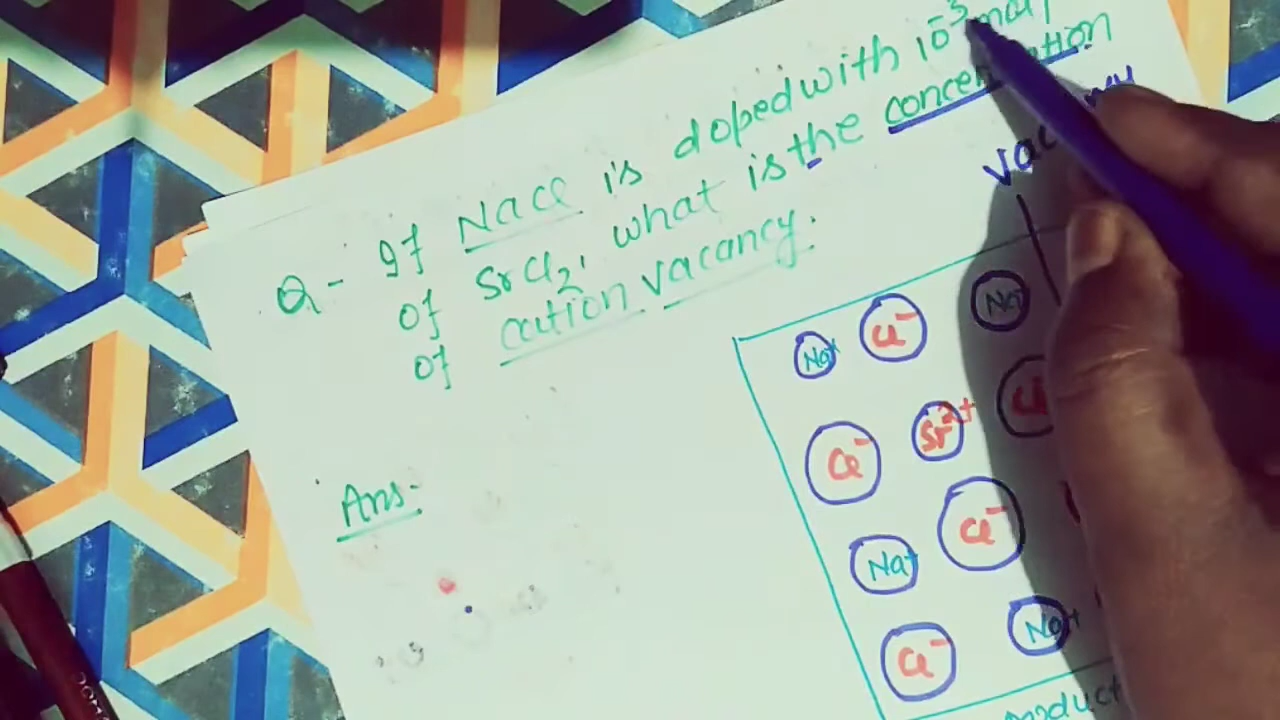 Q- If NaCl is doped with 10⁻³ mol
of SrCl₂, what is the
of cation vacancy.
Ans:
Na⁺ Cl⁻ Na
Cl⁻ Sr²⁺ Cl
Na⁺ Cl⁻
Cl⁻ Na⁺